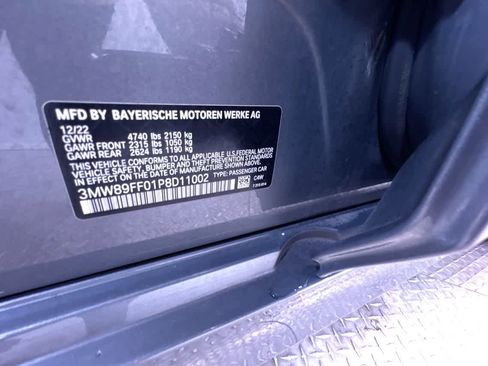 MFD BY BAYERISCHE MOTOREN WERKE AG
12/22
GVWR 4740 lbs 2150 kg
GAWR FRONT 2315 lbs 1050 kg
GAWR REAR 2624 lbs 1190 kg
THIS VEHICLE CONFORMS TO ALL APPLICABLE U.S.FEDERAL MOTOR
VEHICLE SAFETY, BUMPER AND THEFT PREVENTION STANDARDS
IN EFFECT ON THE DATE OF MANUFACTURE SHOWN ABOVE.
3MW89FF01P8D11002 TYPE: PASSENGER CAR
C4W